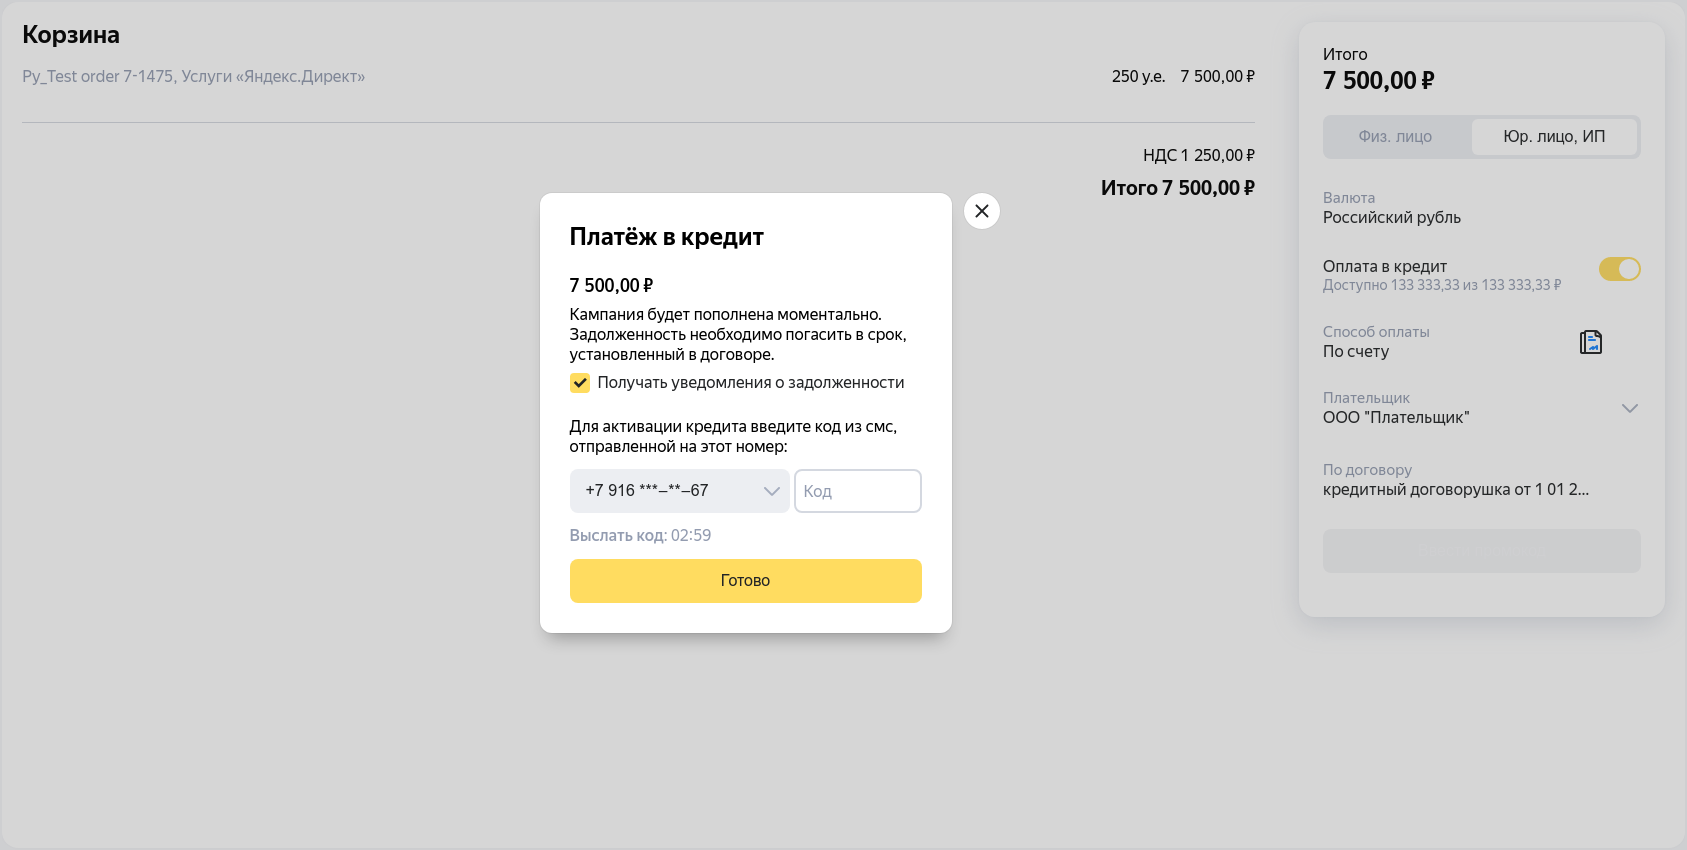 Корзина
Py_Test order 7-1475, Услуги «Яндекс.Директ»
250 у.е. 7 500,00 ₽
НДС 1 250,00 ₽
Итого 7 500,00 ₽
Платёж в кредит
7 500,00 ₽
Кампания будет пополнена моментально.
Задолженность необходимо погасить в срок,
установленный в договоре.
Получать уведомления о задолженности
Для активации кредита введите код из смс,
отправленной на этот номер:
+7 916 ***–**–67
Код
Выслать код: 02:59
Готово
Итого
7 500,00 ₽
Физ. лицо
Юр. лицо, ИП
Валюта
Российский рубль
Оплата в кредит
Доступно 133 333,33 из 133 333,33 ₽
Способ оплаты
По счету
Плательщик
ООО "Плательщик"
По договору
кредитный договорушка от 1 01 2...